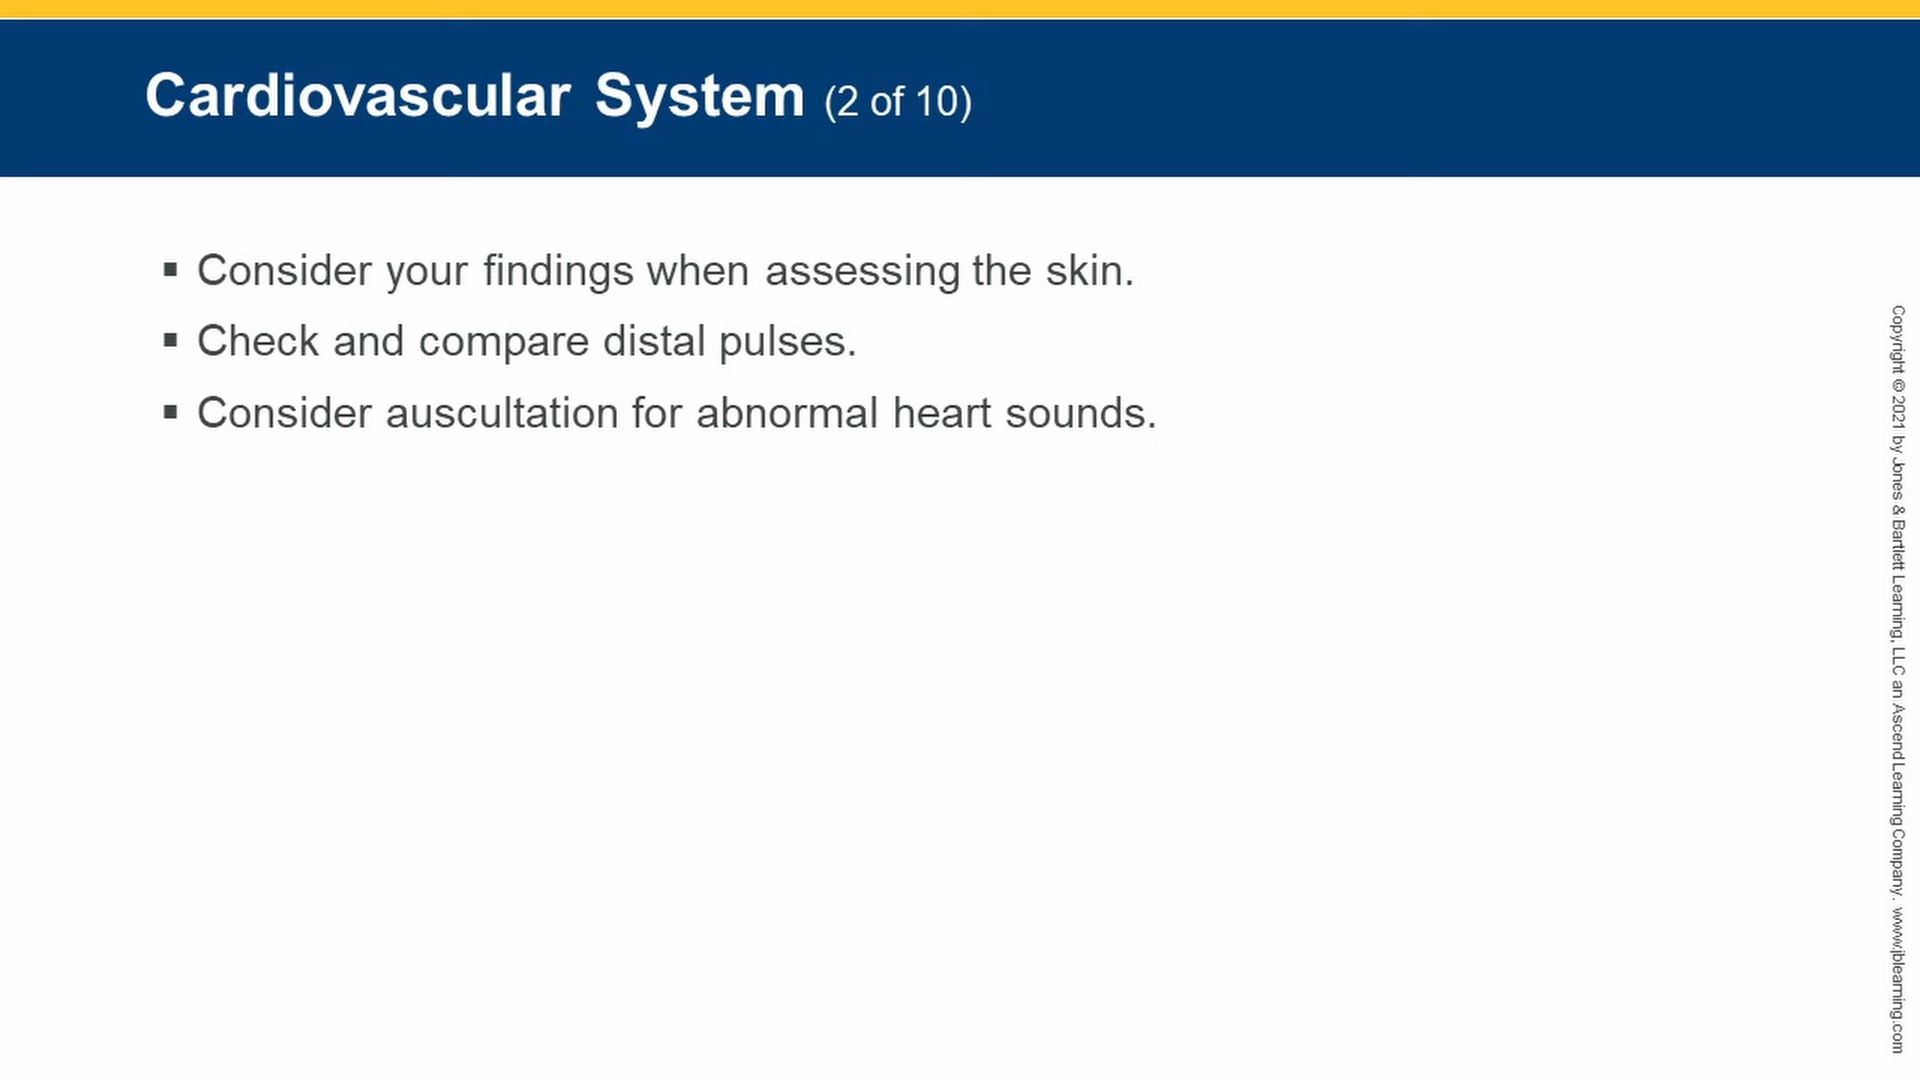 Cardiovascular System (2 of 10)
▪ Consider your findings when assessing the skin.
▪ Check and compare distal pulses.
▪ Consider auscultation for abnormal heart sounds.
Copyright © 2021 by Jones & Bartlett Learning, LLC an Ascend Learning Company. www.jblearning.com